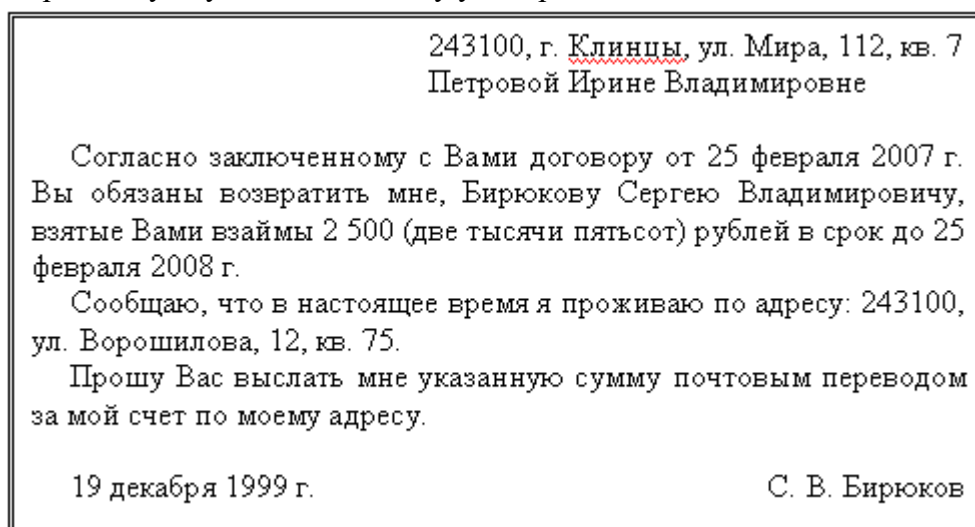 243100, г. Клинцы, ул. Мира, 112, кв. 7
Петровой Ирине Владимировне
Согласно заключенному с Вами договору от 25 февраля 2007 г.
Вы обязаны возвратить мне, Бирюкову Сергею Владимировичу,
взятые Вами взаймы 2 500 (две тысячи пятьсот) рублей в срок до 25
февраля 2008 г.
Сообщаю, что в настоящее время я проживаю по адресу: 243100,
ул. Ворошилова, 12, кв. 75.
Прошу Вас выслать мне указанную сумму почтовым переводом
за мой счет по моему адресу.
19 декабря 1999 г. С. В. Бирюков